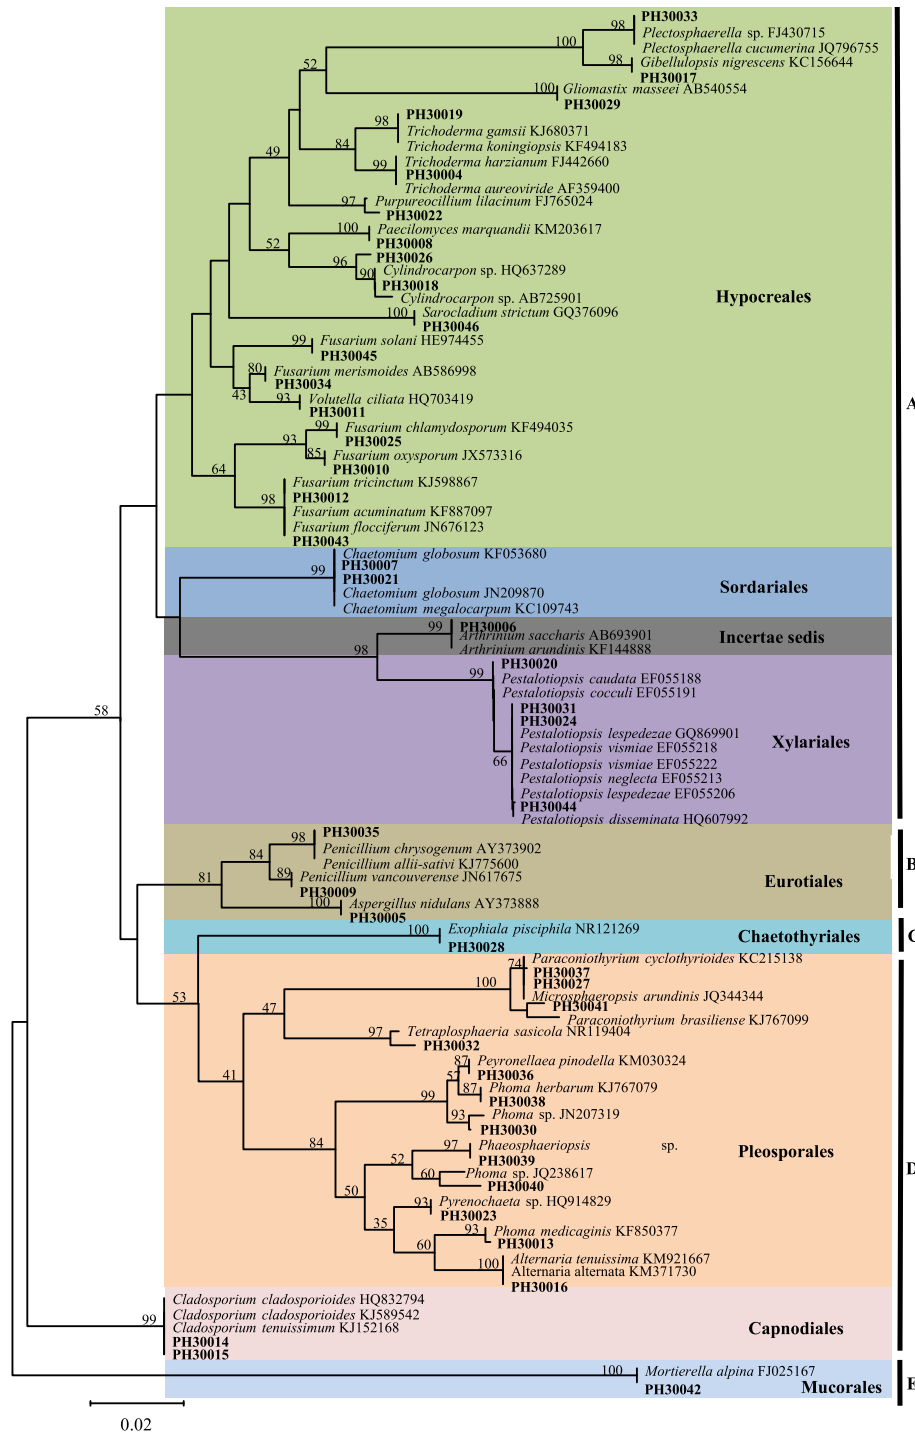 PH30033
98
Plectosphaerella sp. FJ430715
100
Plectosphaerella cucumerina JQ796755
98
Gibellulopsis nigrescens KC156644
52
PH30017
100
Gliomastix masseei AB540554
PH30029
PH30019
98
Trichoderma gamsii KJ680371
84
Trichoderma koningiopsis KF494183
49
Trichoderma harzianum FJ442660
99
PH30004
Trichoderma aureoviride AF359400
97
Purpureocillium lilacinum FJ765024
PH30022
100
Paecilomyces marquandii KM203617
52
PH30008
PH30026
96
Cylindrocarpon sp. HQ637289
90
PH30018
Cylindrocarpon sp. AB725901
Hypocreales
100
Sarocladium strictum GQ376096
PH30046
99
Fusarium solani HE974455
PH30045
80
Fusarium merismoides AB586998
PH30034
43
93
Volutella ciliata HQ703419
A
PH30011
99
Fusarium chlamydosporum KF494035
93
PH30025
85
Fusarium oxysporum JX573316
64
PH30010
Fusarium tricinctum KJ598867
98
PH30012
Fusarium acuminatum KF887097
Fusarium flocciferum JN676123
PH30043
Chaetomium globosum KF053680
99
PH30007
PH30021
Sordariales
Chaetomium globosum JN209870
Chaetomium megalocarpum KC109743
99
PH30006
Arthrinium saccharis AB693901
Incertae sedis
98
Arthrinium arundinis KF144888
PH30020
99
Pestalotiopsis caudata EF055188
Pestalotiopsis cocculi EF055191
58
PH30031
PH30024
Pestalotiopsis lespedezae GQ869901
Xylariales
Pestalotiopsis vismiae EF055218
66
Pestalotiopsis vismiae EF055222
Pestalotiopsis neglecta EF055213
Pestalotiopsis lespedezae EF055206
PH30044
Pestalotiopsis disseminata HQ607992
PH30035
98
Penicillium chrysogenum AY373902
84
Penicillium allii-sativi KJ775600
B
81
89
Penicillium vancouverense JN617675
Eurotiales
PH30009
100
Aspergillus nidulans AY373888
PH30005
100
Exophiala pisciphila NR121269
Chaetothyriales
C
PH30028
Paraconiothyrium cyclothyrioides KC215138
74
PH30037
100
PH30027
53
Microsphaeropsis arundinis JQ344344
47
PH30041
Paraconiothyrium brasiliense KJ767099
97
Tetraplosphaeria sasicola NR119404
PH30032
87
Peyronellaea pinodella KM030324
41
57
PH30036
99
87
Phoma herbarum KJ767079
PH30038
93
Phoma sp. JN207319
PH30030
84
97
Phaeosphaeriopsis sp.
Pleosporales
52
PH30039
D
60
Phoma sp. JQ238617
50
PH30040
93
Pyrenochaeta sp. HQ914829
35
PH30023
93
Phoma medicaginis KF850377
60
PH30013
100
Alternaria tenuissima KM921667
Alternaria alternata KM371730
PH30016
Cladosporium cladosporioides HQ832794
99
Cladosporium cladosporioides KJ589542
Cladosporium tenuissimum KJ152168
Capnodiales
PH30014
PH30015
100
Mortierella alpina FJ025167
E
PH30042
Mucorales
0.02